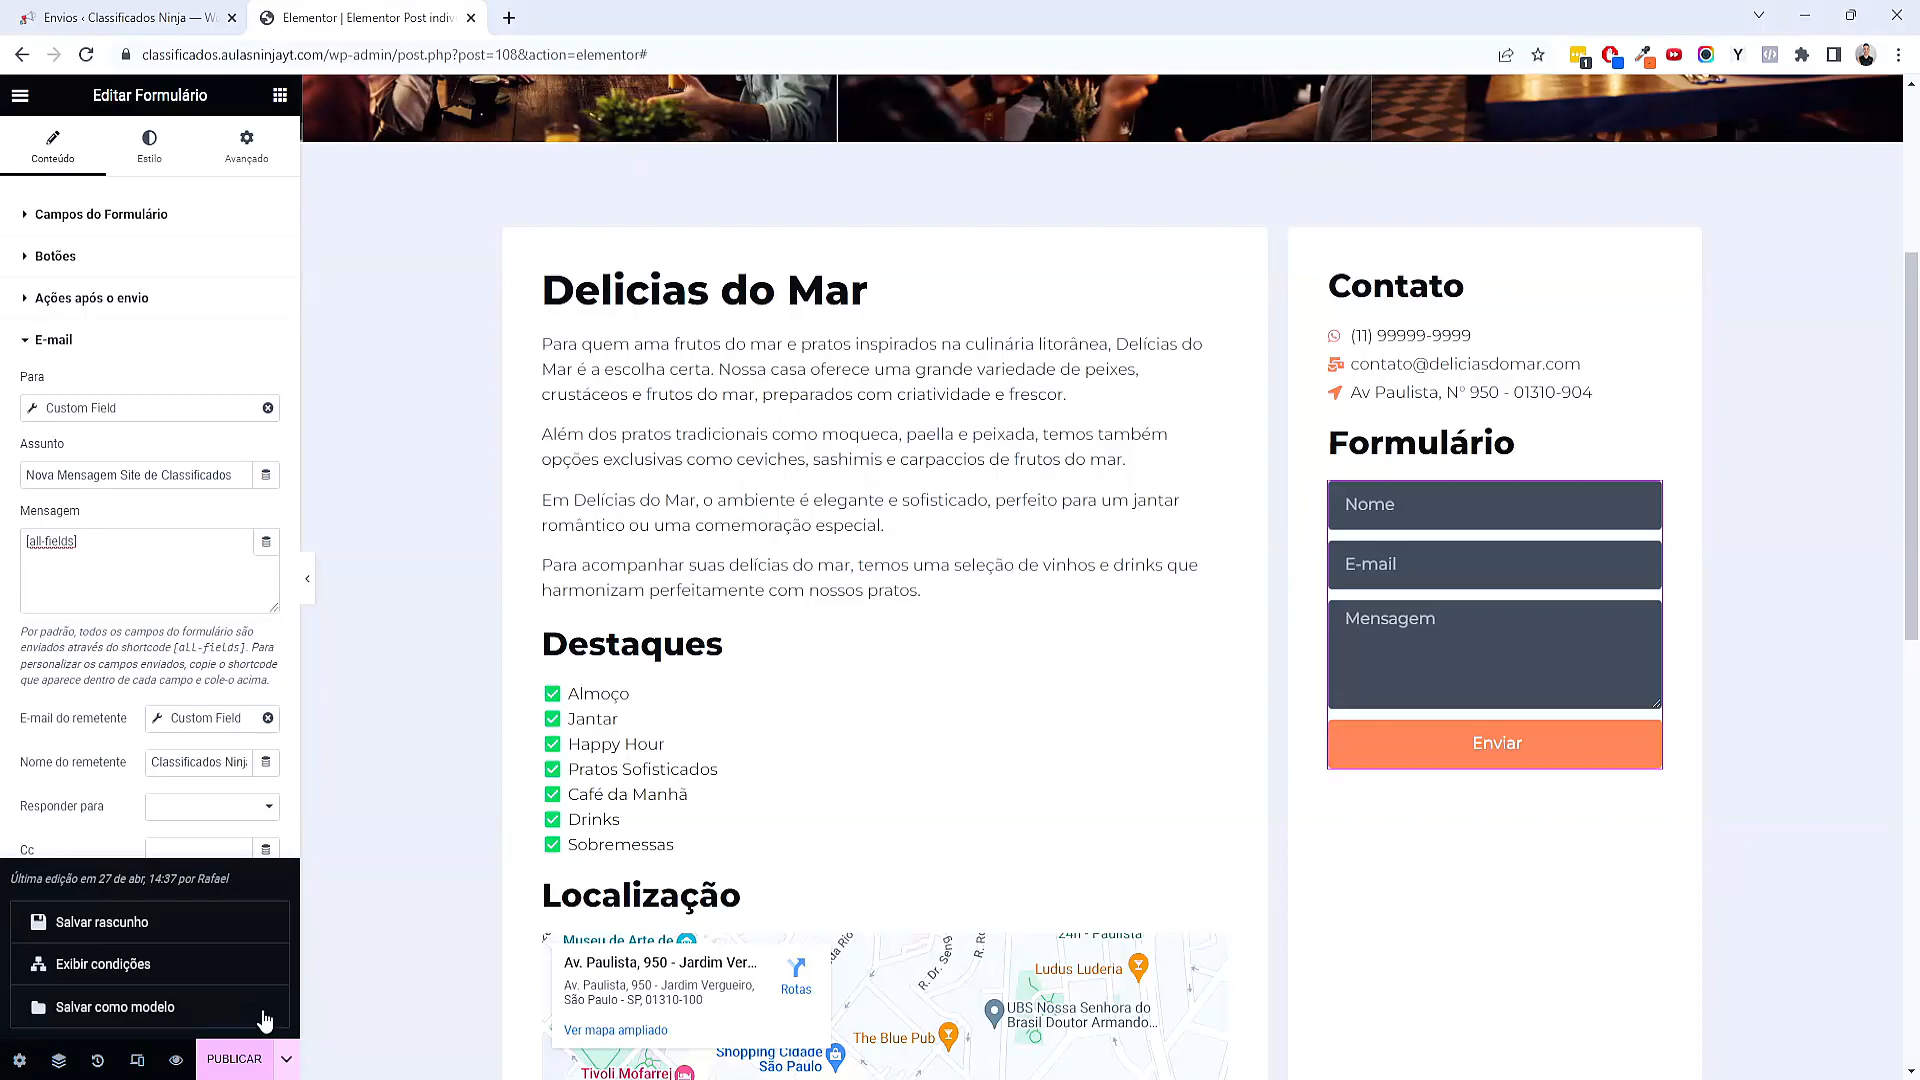 Envios ‹ Classificados Ninja — W
Elementor | Elementor Post indiv
classificados.aulasninjayt.com/wp-admin/post.php?post=108&action=elementor#
1
Y
Editar Formulário
Conteúdo
Estilo
Avançado
Campos do Formulário
Botões
Ações após o envio
E-mail
Para
Custom Field
Assunto
Nova Mensagem Site de Classificados
Mensagem
[all-fields]
Por padrão, todos os campos do formulário são
enviados através do shortcode [all-fields]. Para
personalizar os campos enviados, copie o shortcode
que aparece dentro de cada campo e cole-o acima.
E-mail do remetente
Custom Field
Nome do remetente
Classificados Ninj
Responder para
Cc
Última edição em 27 de abr, 14:37 por Rafael
Salvar rascunho
Exibir condições
Salvar como modelo
PUBLICAR
Delicias do Mar
Para quem ama frutos do mar e pratos inspirados na culinária litorânea, Delícias do
Mar é a escolha certa. Nossa casa oferece uma grande variedade de peixes,
crustáceos e frutos do mar, preparados com criatividade e frescor.
Além dos pratos tradicionais como moqueca, paella e peixada, temos também
opções exclusivas como ceviches, sashimis e carpaccios de frutos do mar.
Em Delícias do Mar, o ambiente é elegante e sofisticado, perfeito para um jantar
romântico ou uma comemoração especial.
Para acompanhar suas delícias do mar, temos uma seleção de vinhos e drinks que
harmonizam perfeitamente com nossos pratos.
Destaques
Almoço
Jantar
Happy Hour
Pratos Sofisticados
Café da Manhã
Drinks
Sobremessas
Localização
Museu de Arte de
Av. Paulista, 950 - Jardim Ver...
Av. Paulista, 950 - Jardim Vergueiro,
São Paulo - SP, 01310-100
Rotas
Ver mapa ampliado
R. Dr. Seng
24h - Paulista
Ludus Luderia
UBS Nossa Senhora do
Brasil Doutor Armando...
The Blue Pub
Shopping Cidade
São Paulo
Tivoli Mofarrej
Contato
(11) 99999-9999
contato@deliciasdomar.com
Av Paulista, N° 950 - 01310-904
Formulário
Nome
E-mail
Mensagem
Enviar